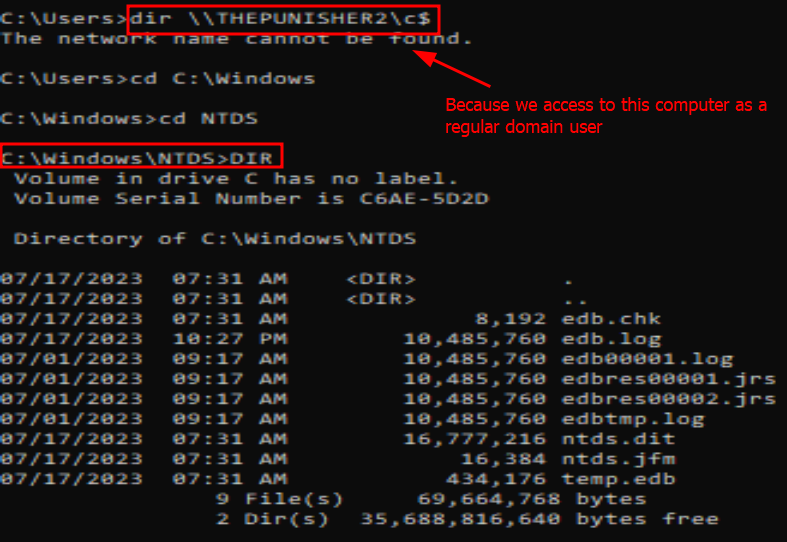 C:\Users>dir \\THEPUNISHER2\c$
The network name cannot be found.
C:\Users>cd C:\Windows
Because we access to this computer as a
regular domain user
C:\Windows>cd NTDS
C:\Windows\NTDS>DIR
Volume in drive C has no label.
Volume Serial Number is C6AE-5D2D
Directory of C:\Windows\NTDS
07/17/2023  07:31 AM    <DIR>          .
07/17/2023  07:31 AM    <DIR>          ..
07/17/2023  07:31 AM             8,192 edb.chk
07/17/2023  10:27 PM        10,485,760 edb.log
07/01/2023  09:17 AM        10,485,760 edb00001.log
07/01/2023  09:17 AM        10,485,760 edbres00001.jrs
07/01/2023  09:17 AM        10,485,760 edbres00002.jrs
07/01/2023  09:17 AM        10,485,760 edbtmp.log
07/17/2023  07:31 AM        16,777,216 ntds.dit
07/17/2023  07:31 AM            16,384 ntds.jfm
07/17/2023  07:31 AM           434,176 temp.edb
9 File(s)     69,664,768 bytes
2 Dir(s)  35,688,816,640 bytes free